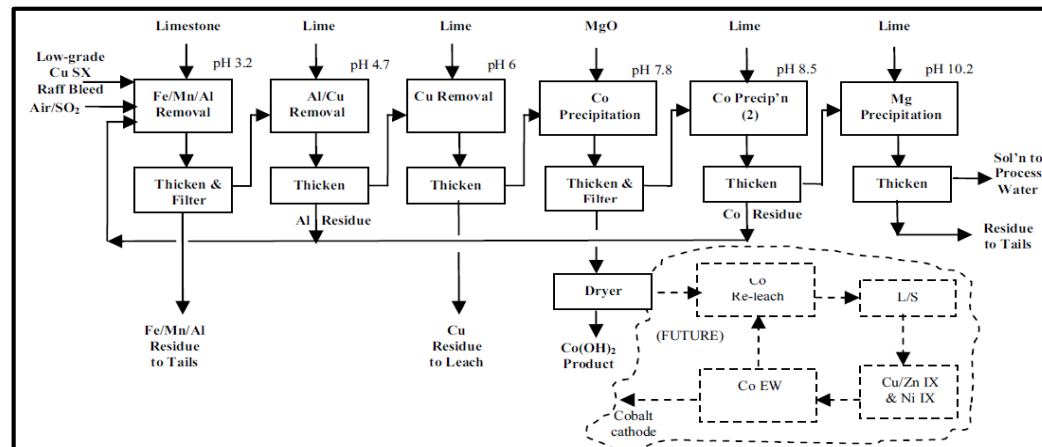 Limestone
Lime
Lime
MgO
Lime
Lime
Low-grade
Cu SX
Raff Bleed
Air/SO₂
pH 3.2
pH 4.7
pH 6
pH 7.8
pH 8.5
pH 10.2
Fe/Mn/Al
Removal
Al/Cu
Removal
Cu Removal
Co
Precipitation
Co Precip'n
(2)
Mg
Precipitation
Thicken &
Filter
Thicken
Thicken
Thicken &
Filter
Thicken
Thicken
Sol'n to
Process
Water
Al Residue
Co Residue
Residue
to Tails
Dryer
Co
Re-leach
L/S
Fe/Mn/Al
Residue
to Tails
Cu
Residue
to Leach
Co(OH)₂
Product
(FUTURE)
Co EW
Cu/Zn IX
& Ni IX
Cobalt
cathode